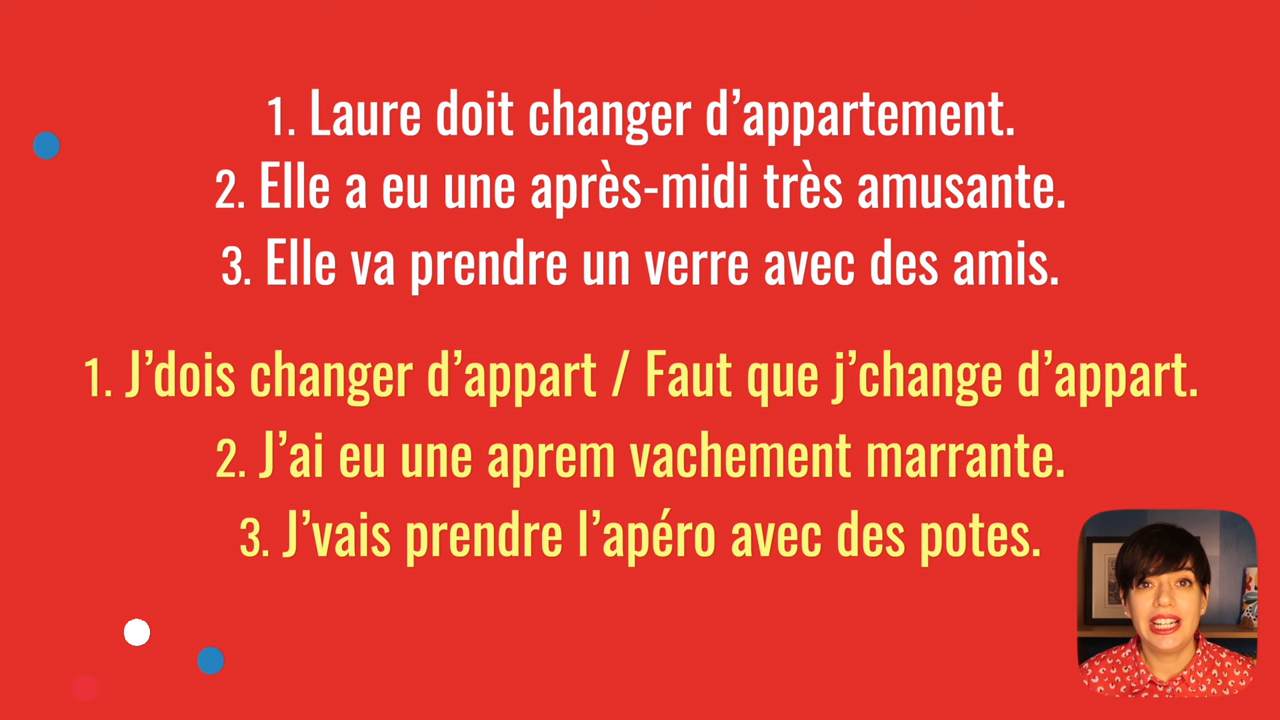 1. Laure doit changer d’appartement.
2. Elle a eu une après-midi très amusante.
3. Elle va prendre un verre avec des amis.
1. J’dois changer d’appart / Faut que j’change d’appart.
2. J’ai eu une aprem vachement marrante.
3. J’vais prendre l’apéro avec des potes.